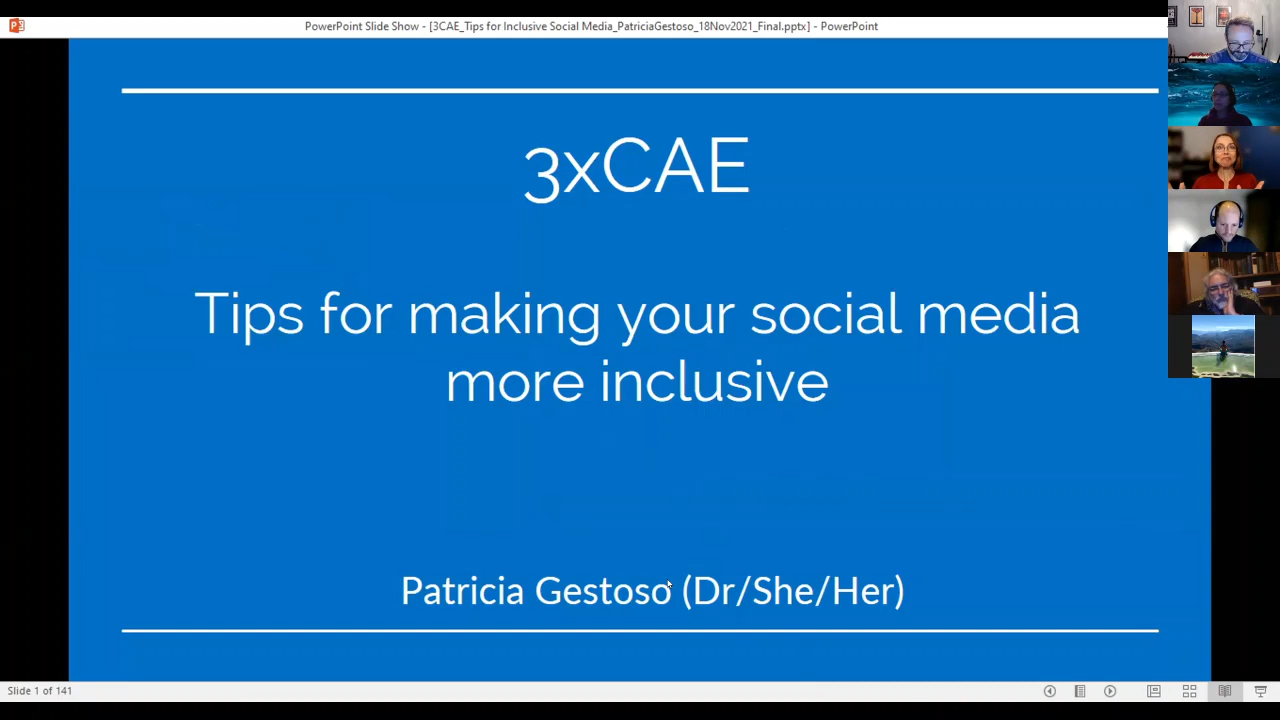 PowerPoint Slide Show - [3CAE_Tips for Inclusive Social Media_PatriciaGestoso_18Nov2021_Final.pptx] - PowerPoint
3xCAE
Tips for making your social media
more inclusive
Patricia Gestoso (Dr/She/Her)
Slide 1 of 141